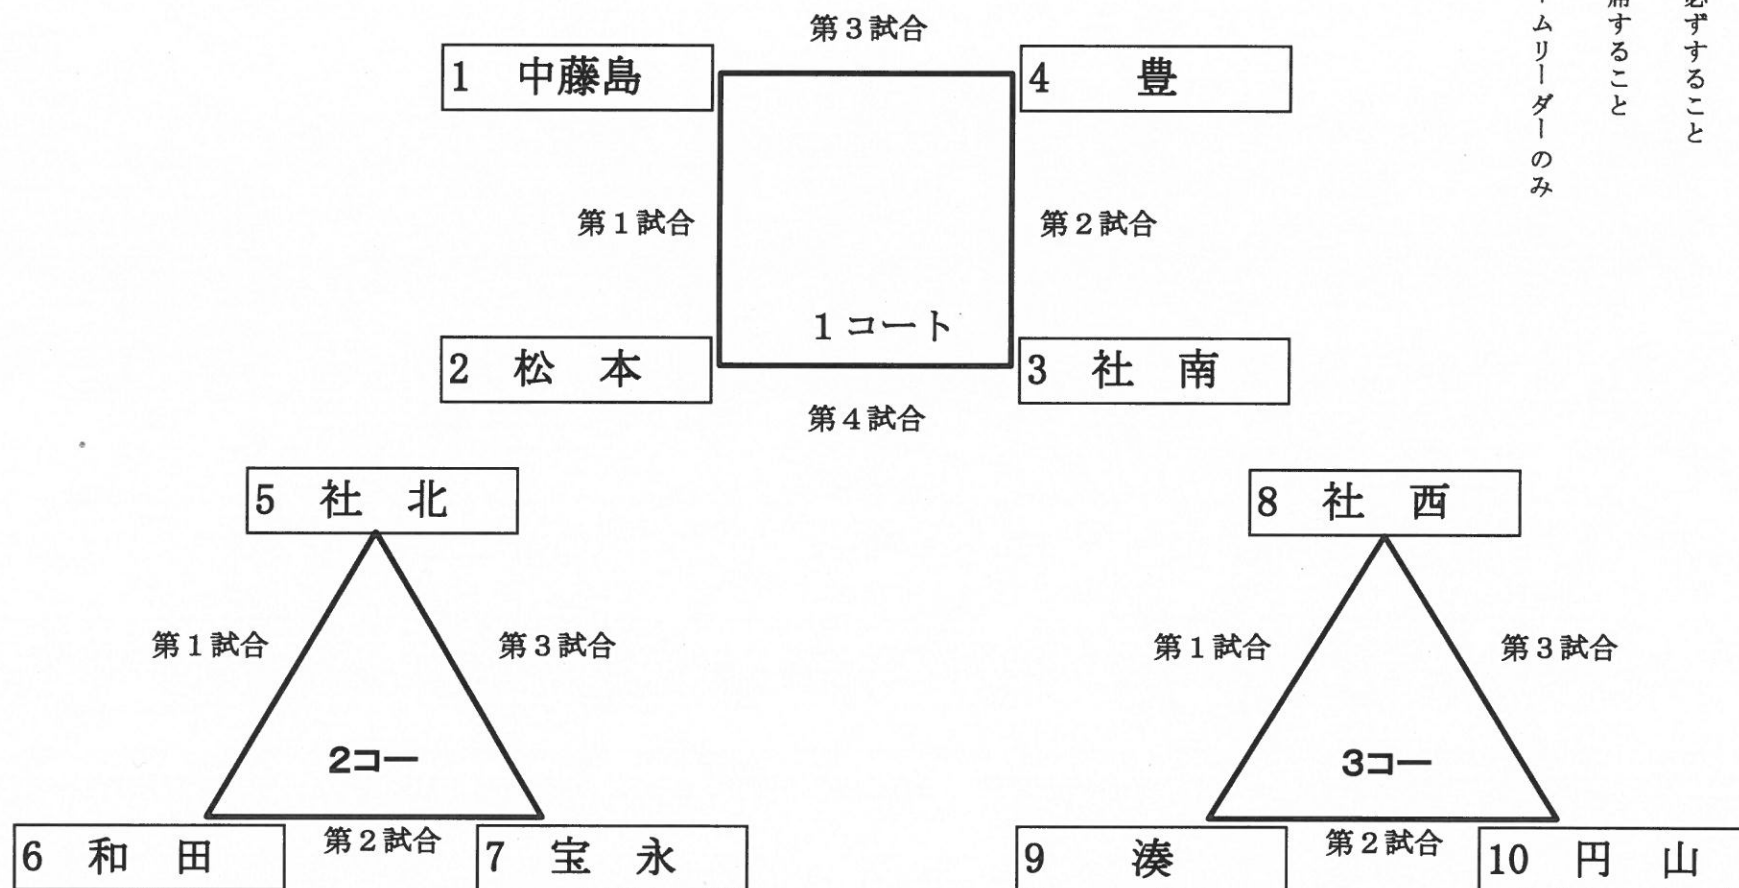 必ずすること
席すること
ームリーダーのみ
第3試合
1 中藤島
4 豊
第1試合
第2試合
1コート
2 松 本
3 社 南
第4試合
5 社 北
8 社 西
第1試合
第3試合
第1試合
第3試合
2コー
3コー
6 和 田
第2試合
7 宝 永
9 湊
第2試合
10 円 山